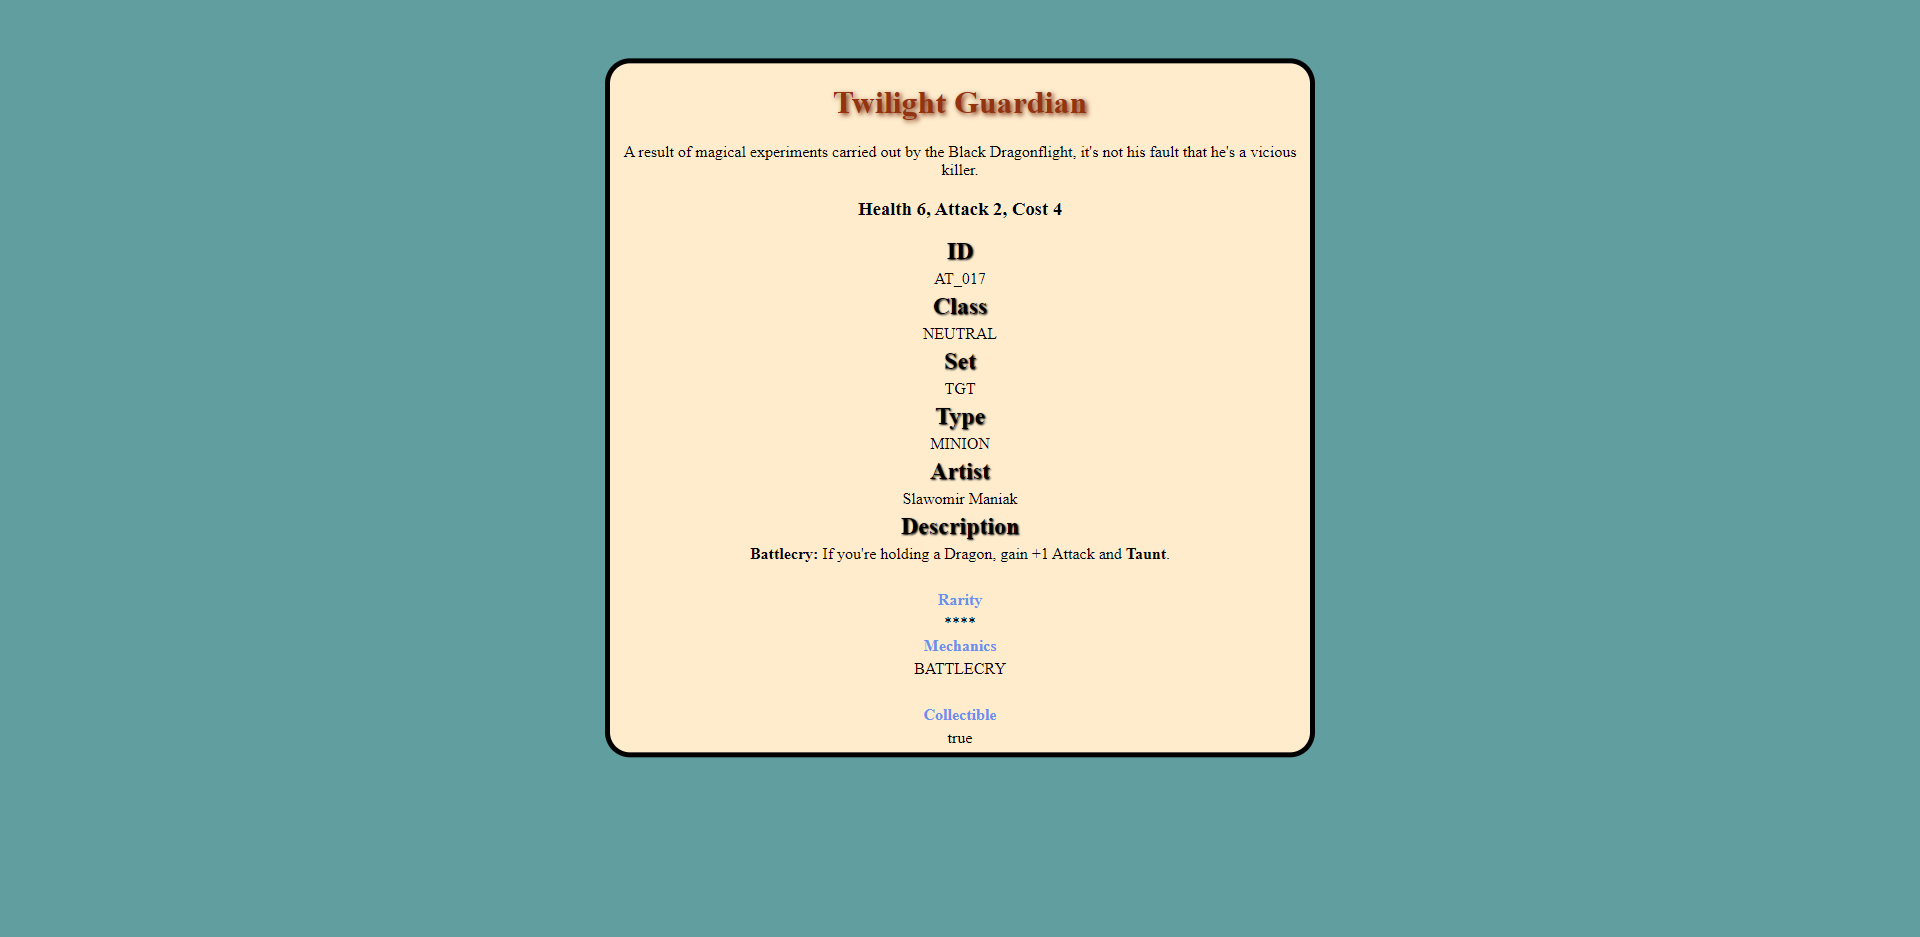 Twilight Guardian
A result of magical experiments carried out by the Black Dragonflight, it's not his fault that he's a vicious
killer.
Health 6, Attack 2, Cost 4
ID
AT_017
Class
NEUTRAL
Set
TGT
Type
MINION
Artist
Slawomir Maniak
Description
Battlecry: If you're holding a Dragon, gain +1 Attack and Taunt.
Rarity
****
Mechanics
BATTLECRY
Collectible
true